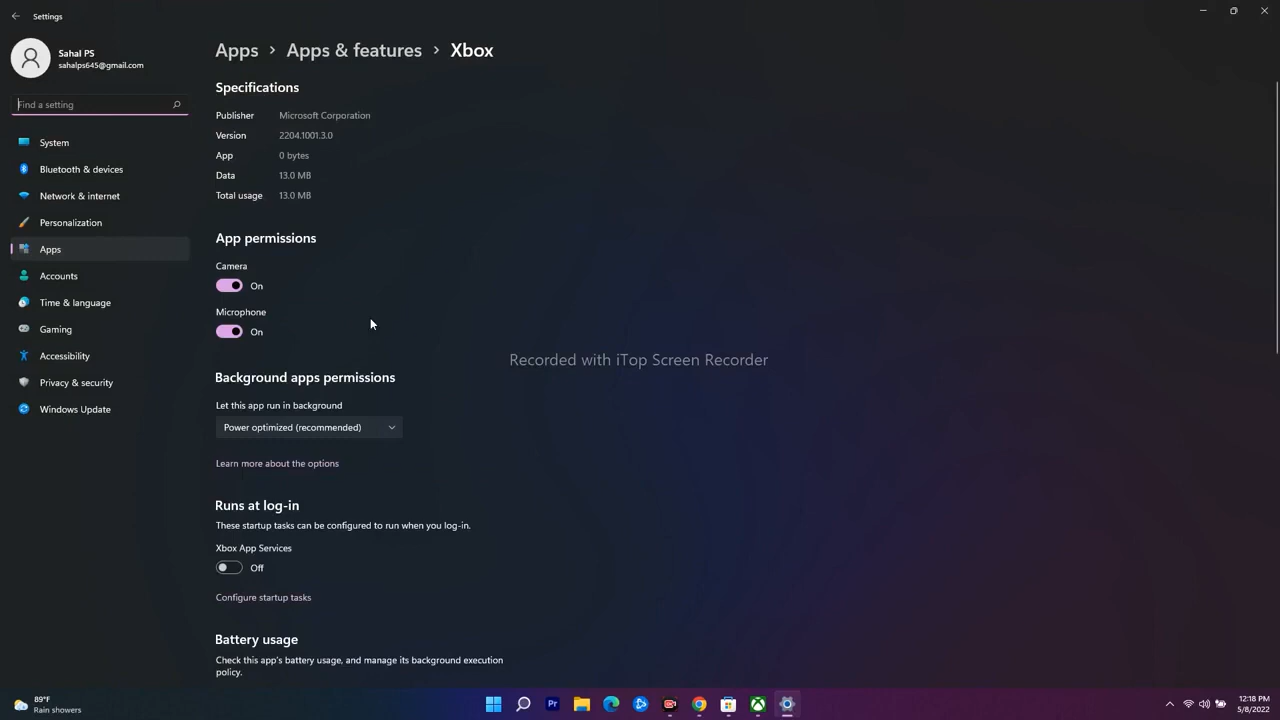 Settings
Sahal PS
sahalps645@gmail.com
Find a setting
System
Bluetooth & devices
Network & internet
Personalization
Apps
Accounts
Time & language
Gaming
Accessibility
Privacy & security
Windows Update
Apps > Apps & features > Xbox
Specifications
Publisher Microsoft Corporation
Version 2204.1001.3.0
App 0 bytes
Data 13.0 MB
Total usage 13.0 MB
App permissions
Camera
On
Microphone
On
Recorded with iTop Screen Recorder
Background apps permissions
Let this app run in background
Power optimized (recommended)
Learn more about the options
Runs at log-in
These startup tasks can be configured to run when you log-in.
Xbox App Services
Off
Configure startup tasks
Battery usage
Check this app's battery usage, and manage its background execution
policy.
89°F
Rain showers
Pr
12:18 PM
5/8/2022